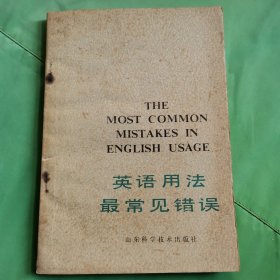 THE
MOST COMMON
MISTAKES IN
ENGLISH USAGE
英语用法
最常见错误
山东科学技术出版社